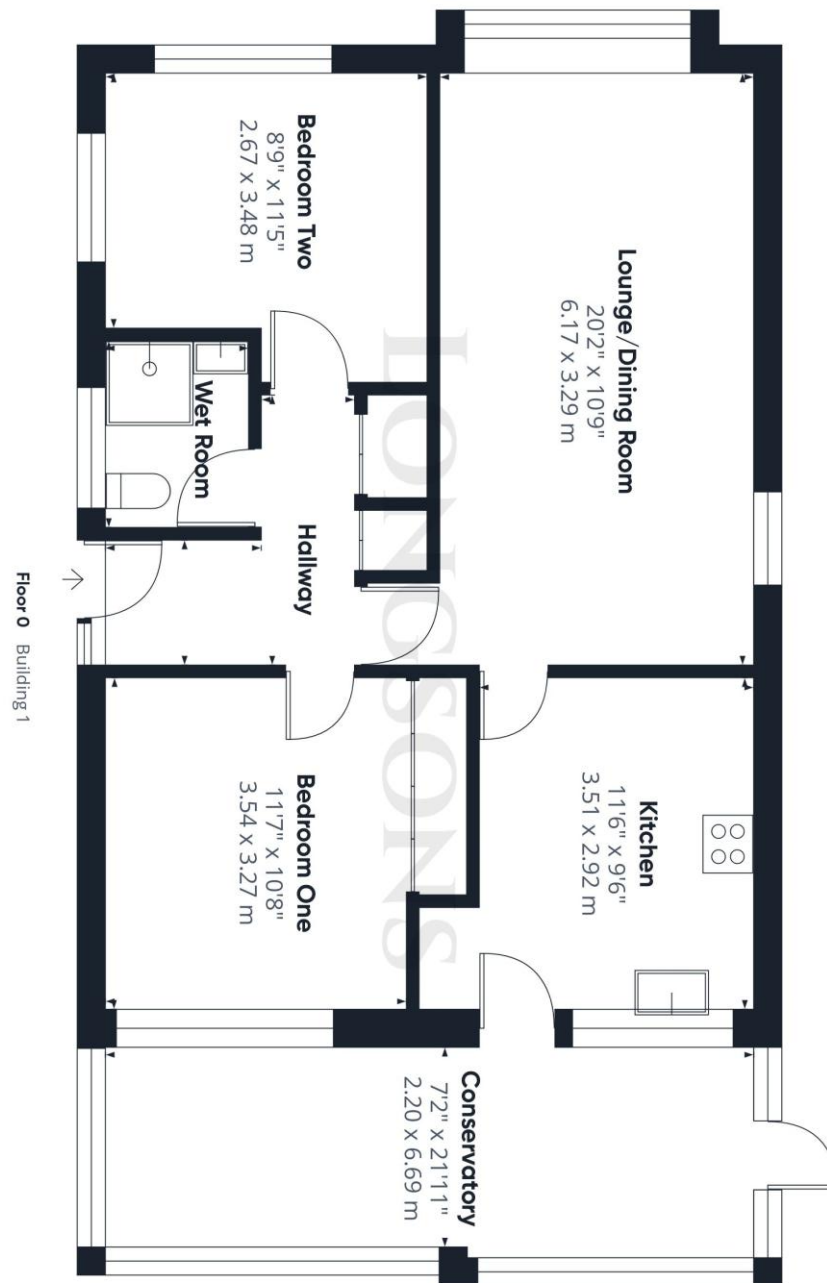 Lounge/Dining Room
20'2" x 10'9"
6.17 x 3.29 m
Kitchen
11'6" x 9'6"
3.51 x 2.92 m
Bedroom Two
8'9" x 11'5"
2.67 x 3.48 m
Wet Room
Hallway
Bedroom One
11'7" x 10'8"
3.54 x 3.27 m
Conservatory
7'2" x 21'11"
2.20 x 6.69 m
LONGSONS
Floor 0 Building 1